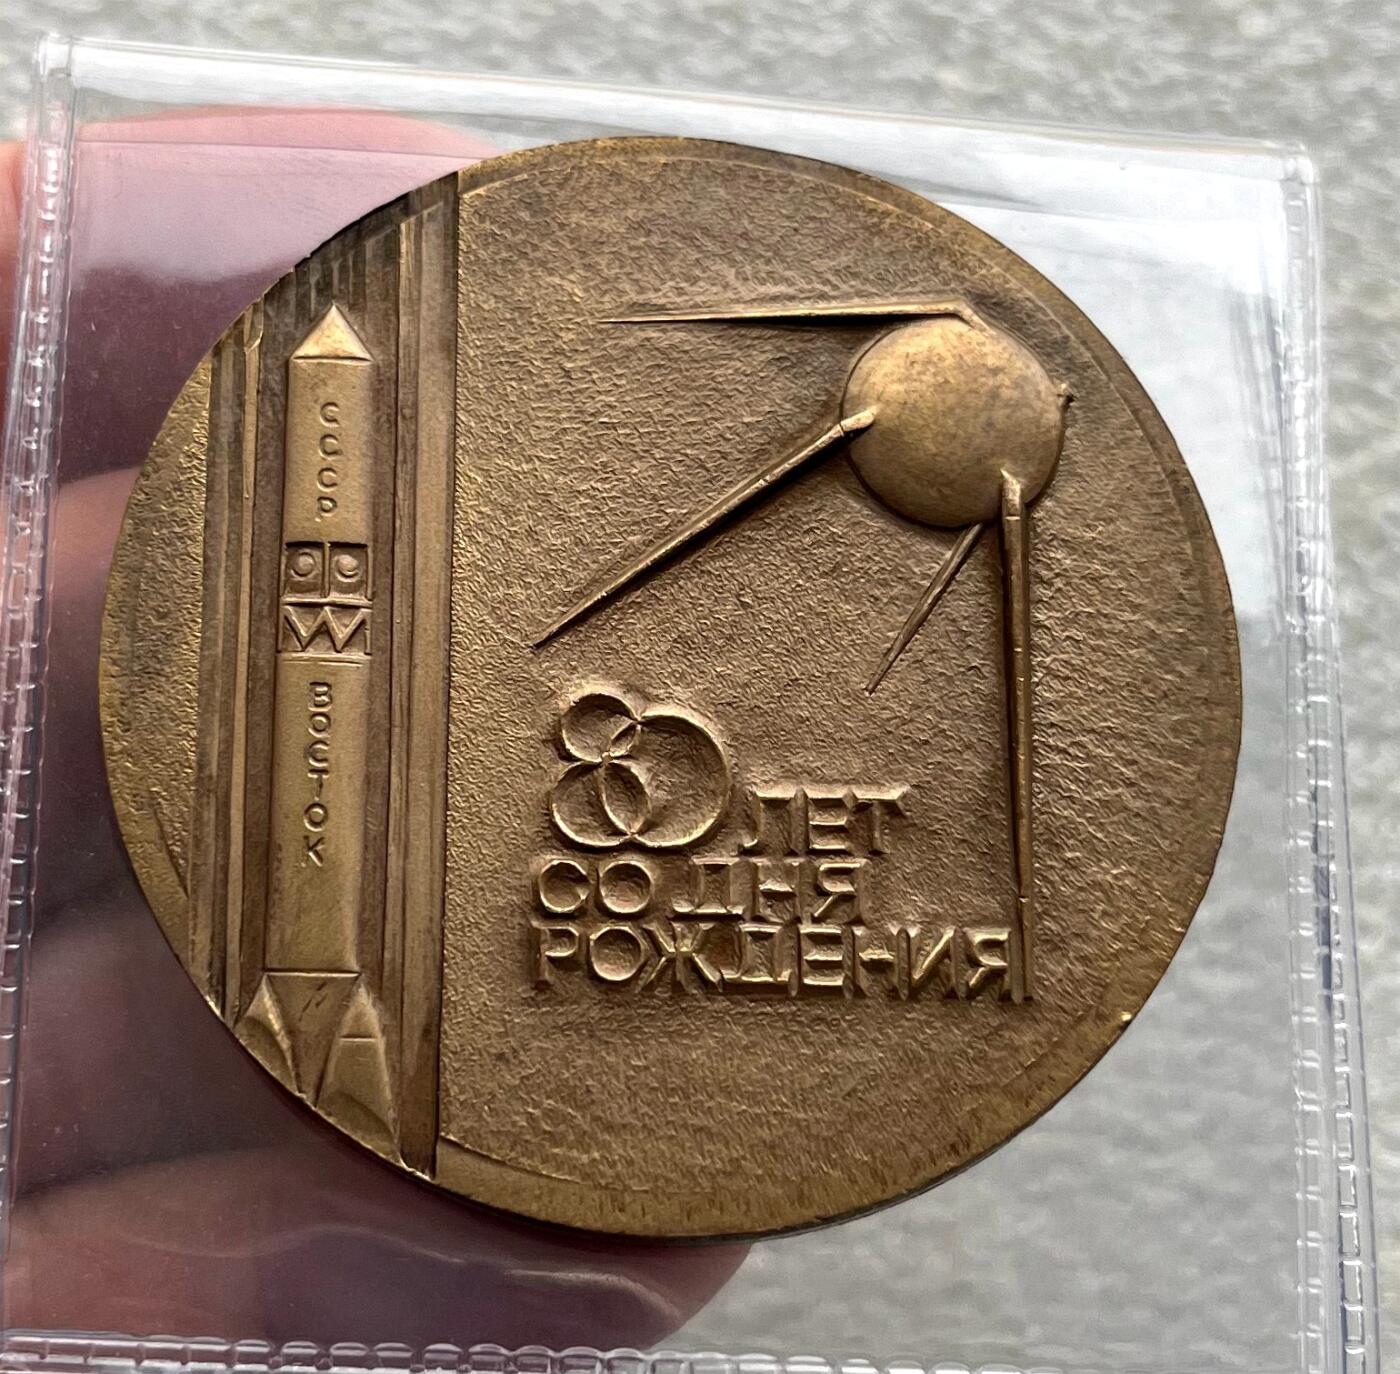 СССР
ВОСТОК
80 ЛЕТ
СО ДНЯ
РОЖДЕНИЯ